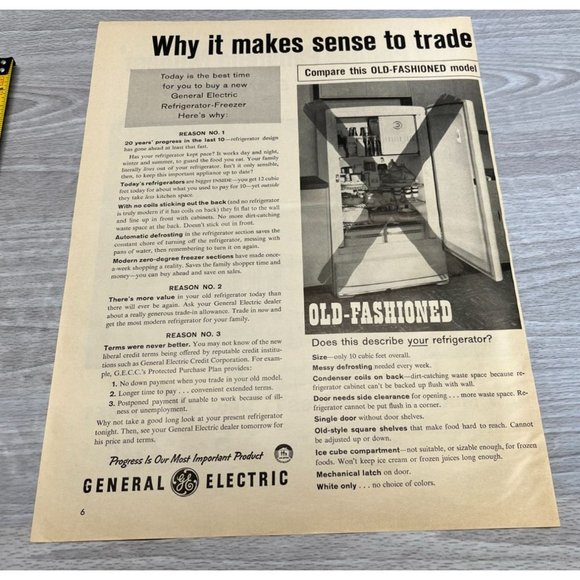 Why it makes sense to trade
Today is the best time
for you to buy a new
General Electric
Refrigerator-Freezer
Here's why:
REASON NO. 1
20 years' progress in the last 10—refrigerator design
has gone ahead at least that fast.
Has your refrigerator kept pace? It works day and night,
winter and summer, to guard the food you eat. Your family
literally lives out of your refrigerator. Isn't it only sensible,
then, to keep this important appliance up to date?
Today's refrigerators are bigger inside—you get 12 cubic
feet today for about what you used to pay for 10—yet outside
they take less kitchen space.
With no coils sticking out the back (and no refrigerator
is truly modern if it has coils on back) they fit flat to the wall
and line up in front with cabinets. No more dirt-catching
waste space at the back. Doesn't stick out in front.
Automatic defrosting in the refrigerator section saves the
constant chore of turning off the refrigerator, messing with
pans of water, then remembering to turn it on again.
Modern zero-degree freezer sections have made once-
a-week shopping a reality. Saves the family shopper time and
money—you can buy ahead and save on sales.
REASON NO. 2
There's more value in your old refrigerator today than
there will ever be again. Ask your General Electric dealer
about a really generous trade-in allowance. Trade in now and
get the most modern refrigerator for your family.
REASON NO. 3
Terms were never better. You may not know of the new
liberal credit terms being offered by reputable credit institu-
tions such as General Electric Credit Corporation. For exam-
ple, G.E.C.C.'s Protected Purchase Plan provides:
1. No down payment when you trade in your old model.
2. Longer time to pay . . . convenient extended terms.
3. Postponed payment if unable to work because of ill-
ness or unemployment.
Why not take a good long look at your present refrigerator
tonight. Then, see your General Electric dealer tomorrow for
his price and terms.
Progress Is Our Most Important Product
GENERAL GE ELECTRIC
6
Compare this OLD-FASHIONED model
OLD-FASHIONED
Does this describe your refrigerator?
Size—only 10 cubic feet overall.
Messy defrosting needed every week.
Condenser coils on back—dirt-catching waste space because re-
frigerator cabinet can't be backed up flush with wall.
Door needs side clearance for opening . . . more waste space. Re-
frigerator cannot be put flush in a corner.
Single door without door shelves.
Old-style square shelves that make food hard to reach. Cannot
be adjusted up or down.
Ice cube compartment—not suitable, or sizable enough, for frozen
foods. Won't keep ice cream or frozen juices long enough.
Mechanical latch on door.
White only . . . no choice of colors.